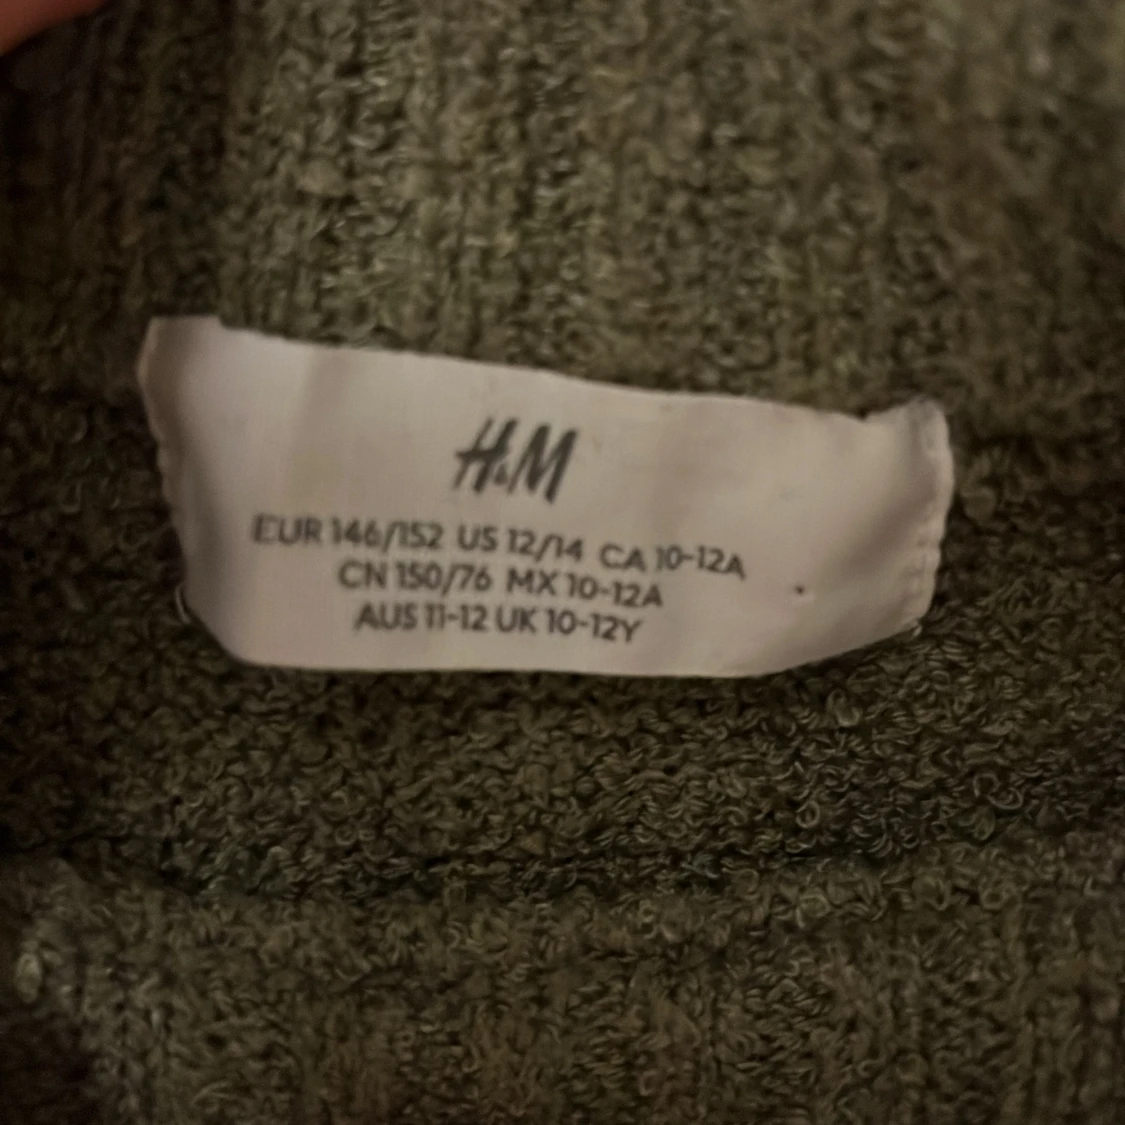 H&M
EUR 146/152 US 12/14 CA 10-12A
CN 150/76 MX 10-12A
AUS 11-12 UK 10-12Y